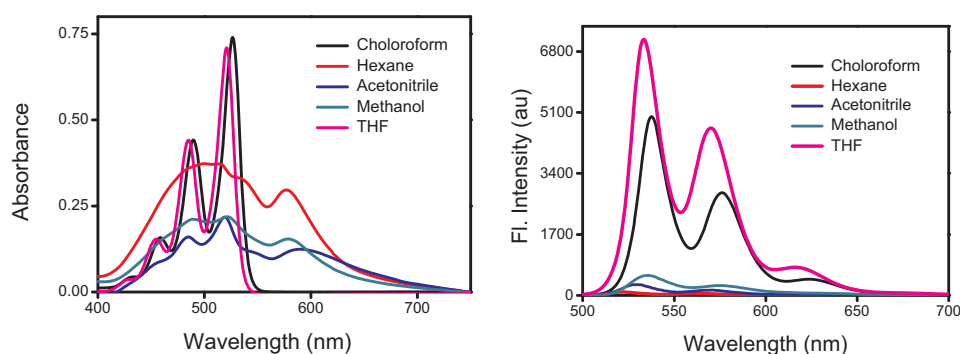 Absorbance
0.75
0.50
0.25
0.00
Choloroform
Hexane
Acetonitrile
Methanol
THF
400
500
600
700
Wavelength (nm)
Fl. Intensity (au)
6800
5100
3400
1700
0
Choloroform
Hexane
Acetonitrile
Methanol
THF
500
550
600
650
700
Wavelength (nm)